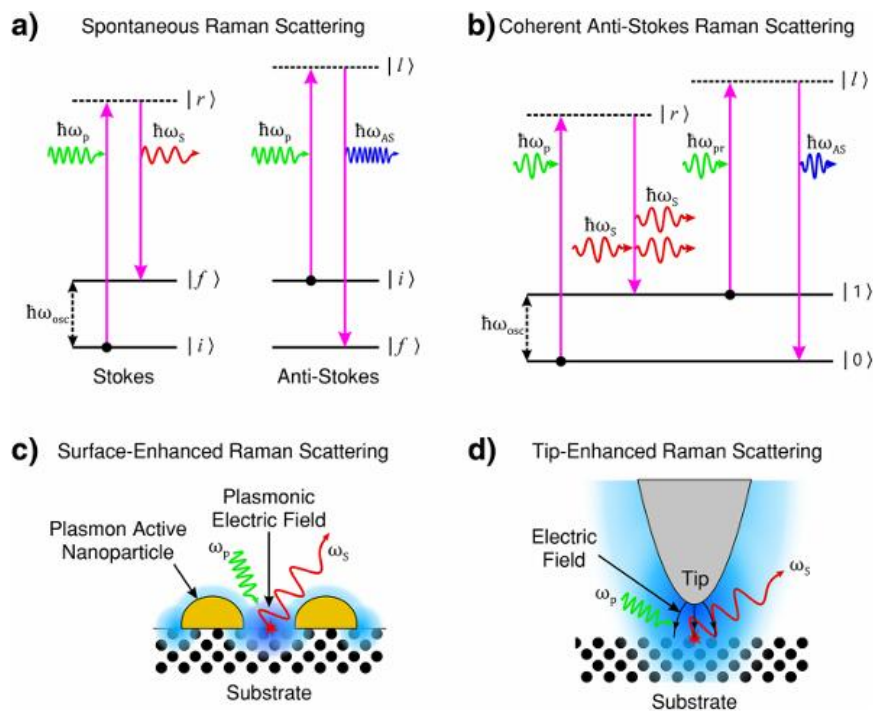 a) Spontaneous Raman Scattering
| r ⟩
ħωp
ħωS
| f ⟩
ħωosc
| i ⟩
Stokes
| l ⟩
ħωp
ħωAS
| i ⟩
| f ⟩
Anti-Stokes
b) Coherent Anti-Stokes Raman Scattering
| l ⟩
| r ⟩
ħωp
ħωpr
ħωAS
ħωS
ħωS
| 1 ⟩
ħωosc
| 0 ⟩
c) Surface-Enhanced Raman Scattering
Plasmonic
Electric Field
Plasmon Active
Nanoparticle
ωP
ωS
Substrate
d) Tip-Enhanced Raman Scattering
Electric
Field
Tip
ωS
ωp
Substrate